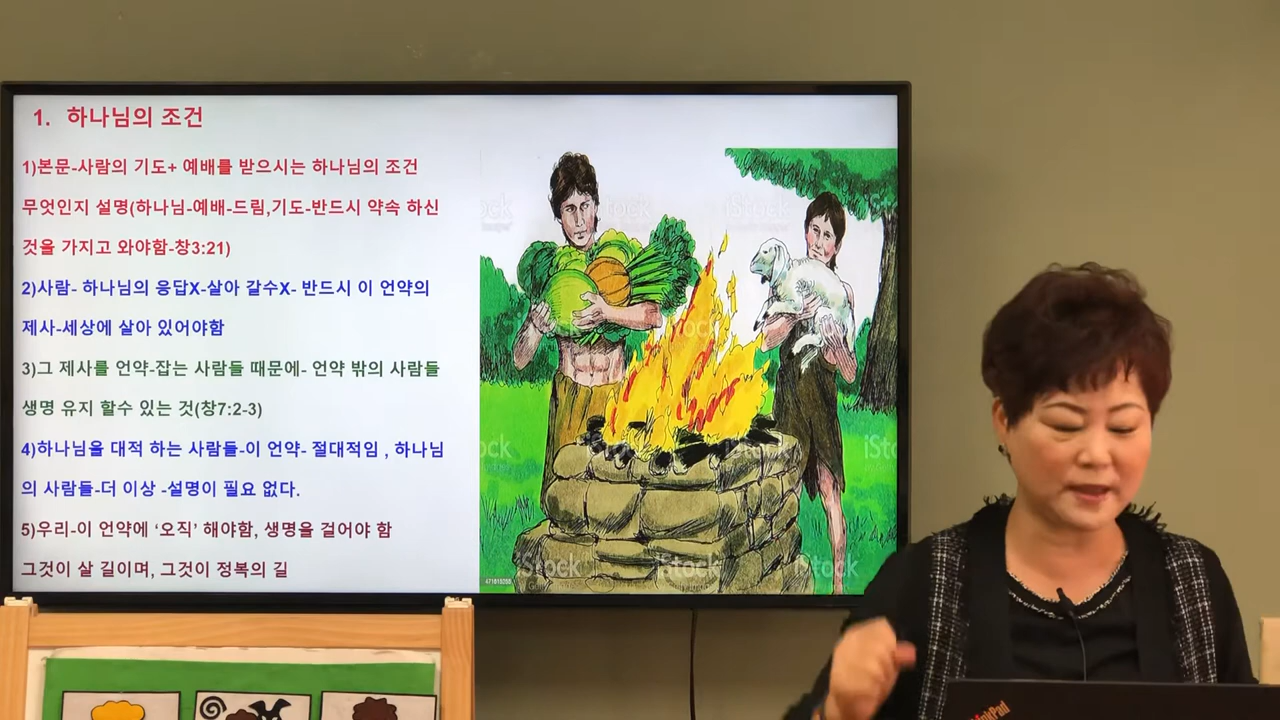 1. 하나님의 조건
1)본문-사람의 기도+ 예배를 받으시는 하나님의 조건
무엇인지 설명(하나님-예배-드림,기도-반드시 약속 하신
것을 가지고 와야함-창3:21)
2)사람- 하나님의 응답X-살아 갈수X- 반드시 이 언약의
제사-세상에 살아 있어야함
3)그 제사를 언약-잡는 사람들 때문에- 언약 밖의 사람들
생명 유지 할수 있는 것(창7:2-3)
4)하나님을 대적 하는 사람들-이 언약- 절대적임 , 하나님
의 사람들-더 이상 -설명이 필요 없다.
5)우리-이 언약에 ‘오직’ 해야함, 생명을 걸어야 함
그것이 살 길이며, 그것이 정복의 길
iStock
iStock
iStock
iStock
iStock